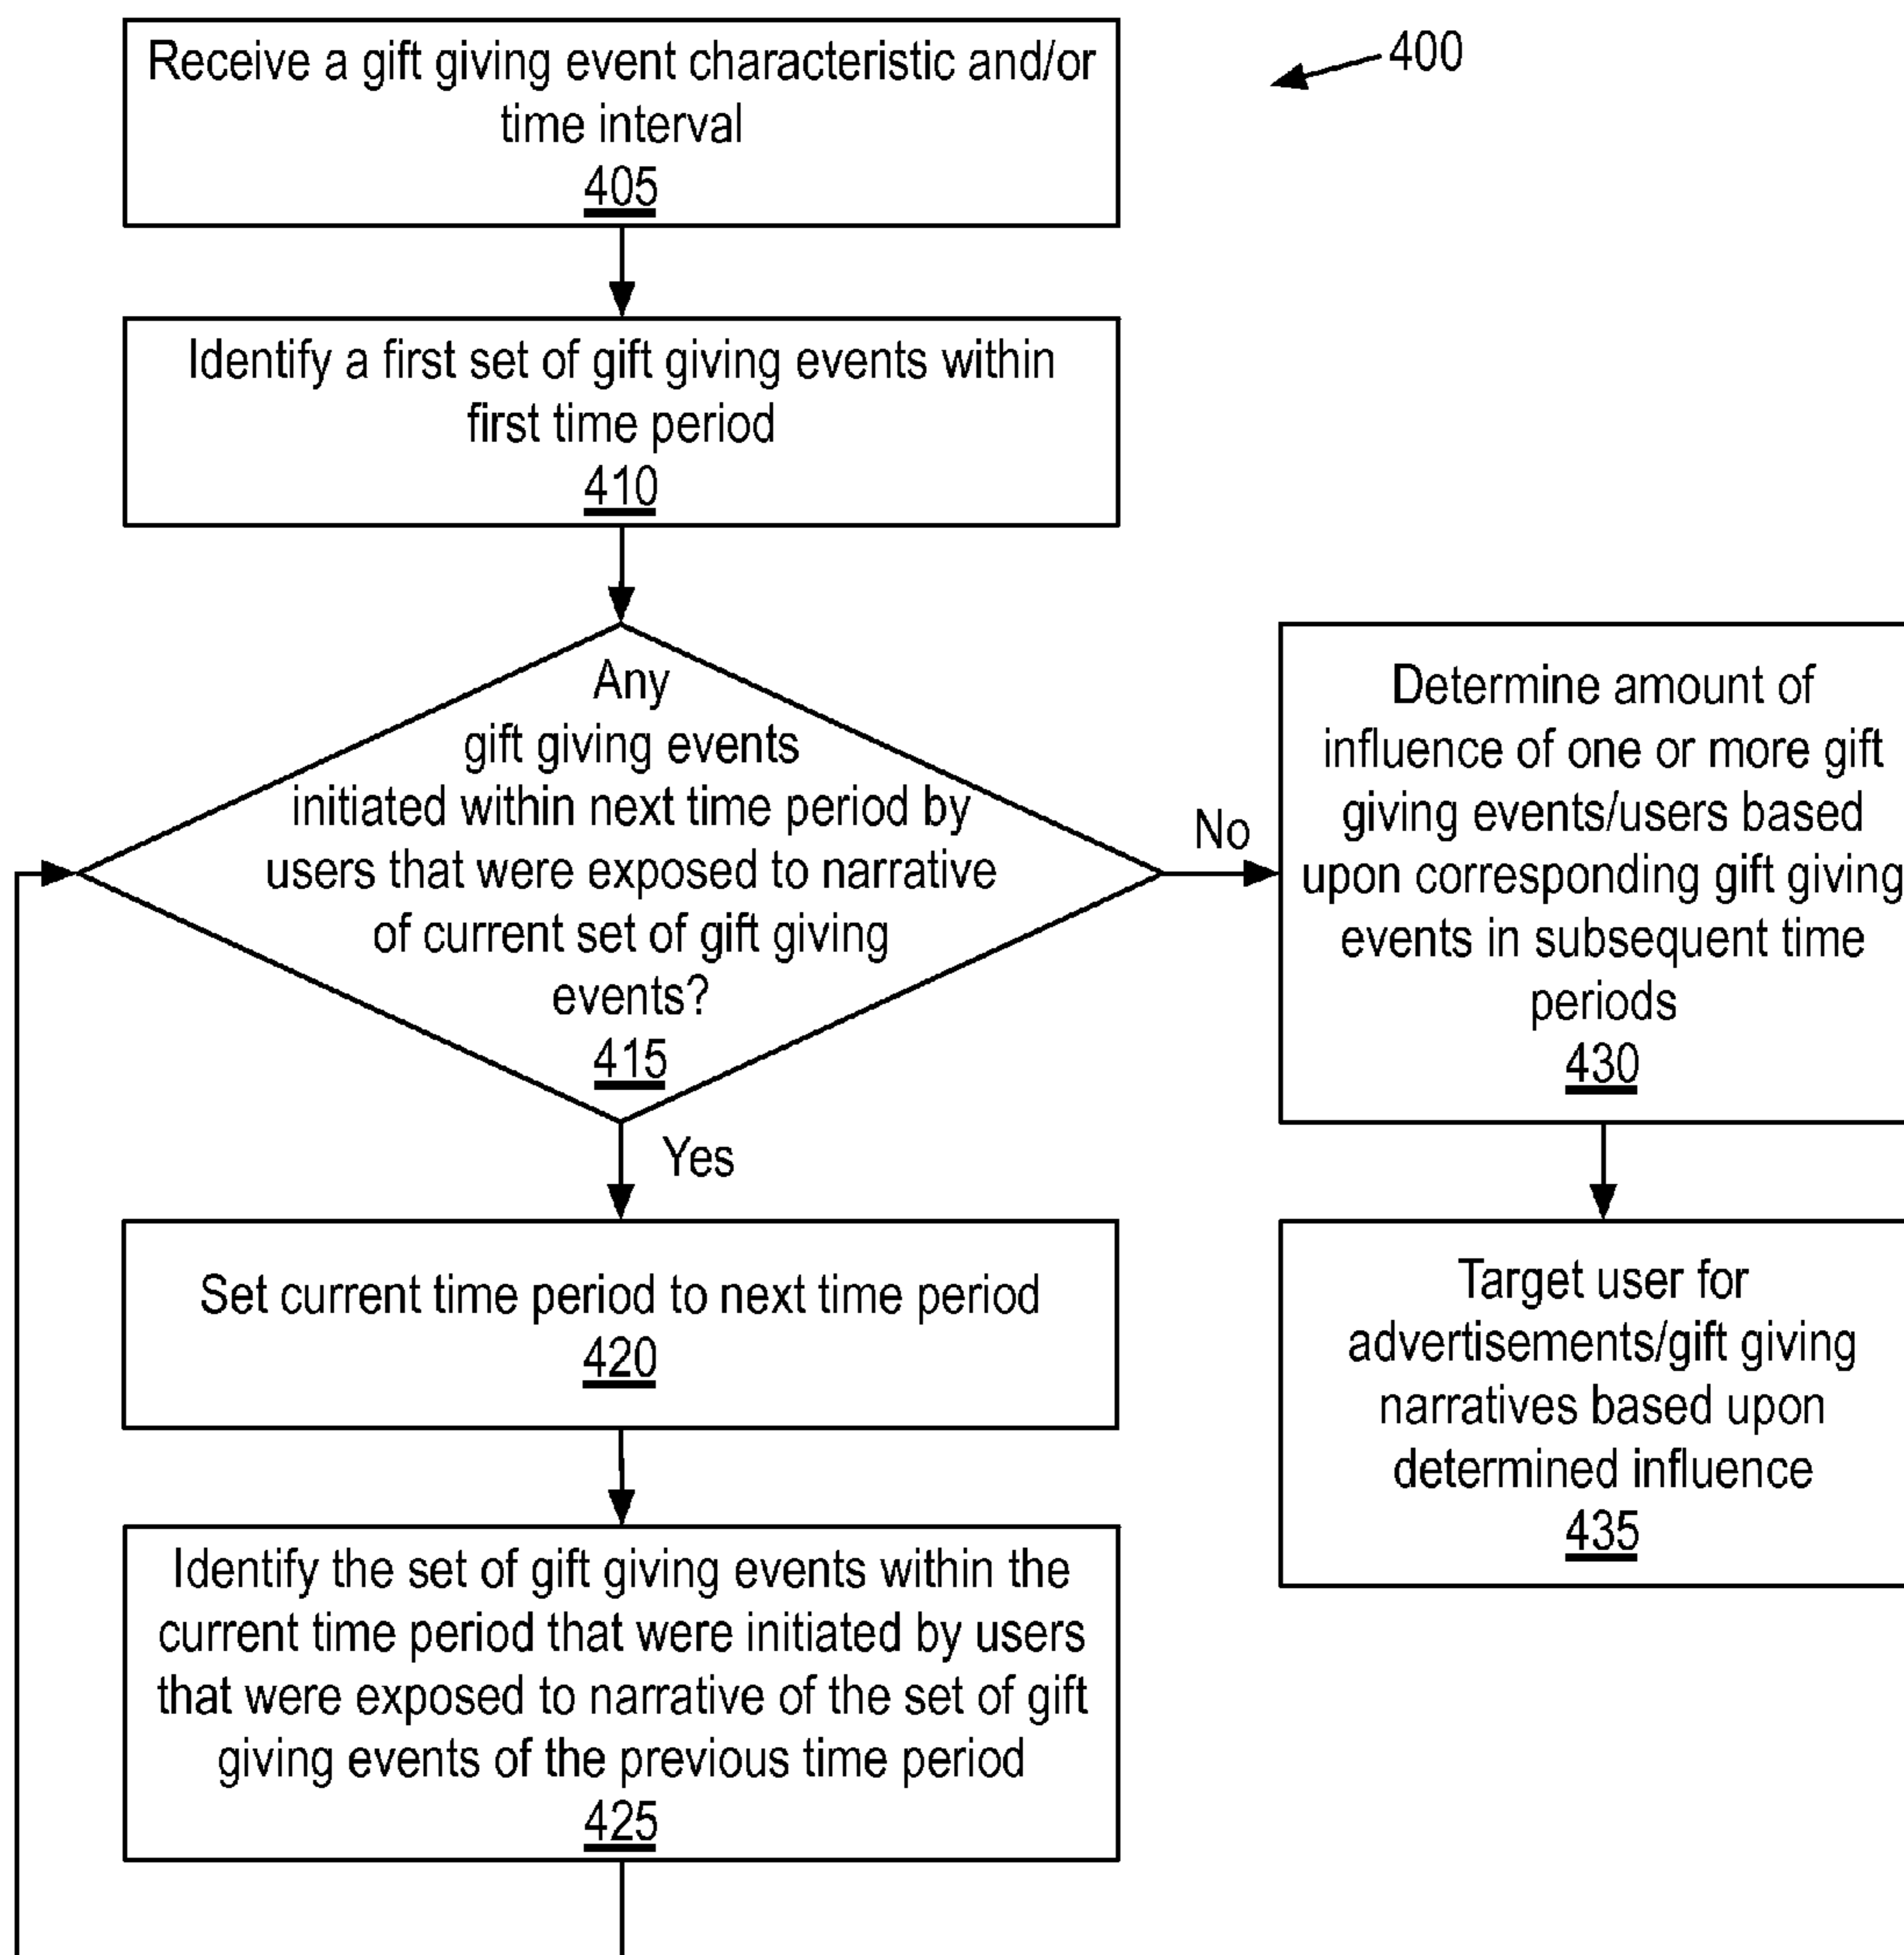 Receive a gift giving event characteristic and/or
time interval
405
400
Identify a first set of gift giving events within
first time period
410
Any
gift giving events
initiated within next time period by
users that were exposed to narrative
of current set of gift giving
events?
415
No
Yes
Determine amount of
influence of one or more gift
giving events/users based
upon corresponding gift giving
events in subsequent time
periods
430
Set current time period to next time period
420
Target user for
advertisements/gift giving
narratives based upon
determined influence
435
Identify the set of gift giving events within the
current time period that were initiated by users
that were exposed to narrative of the set of gift
giving events of the previous time period
425